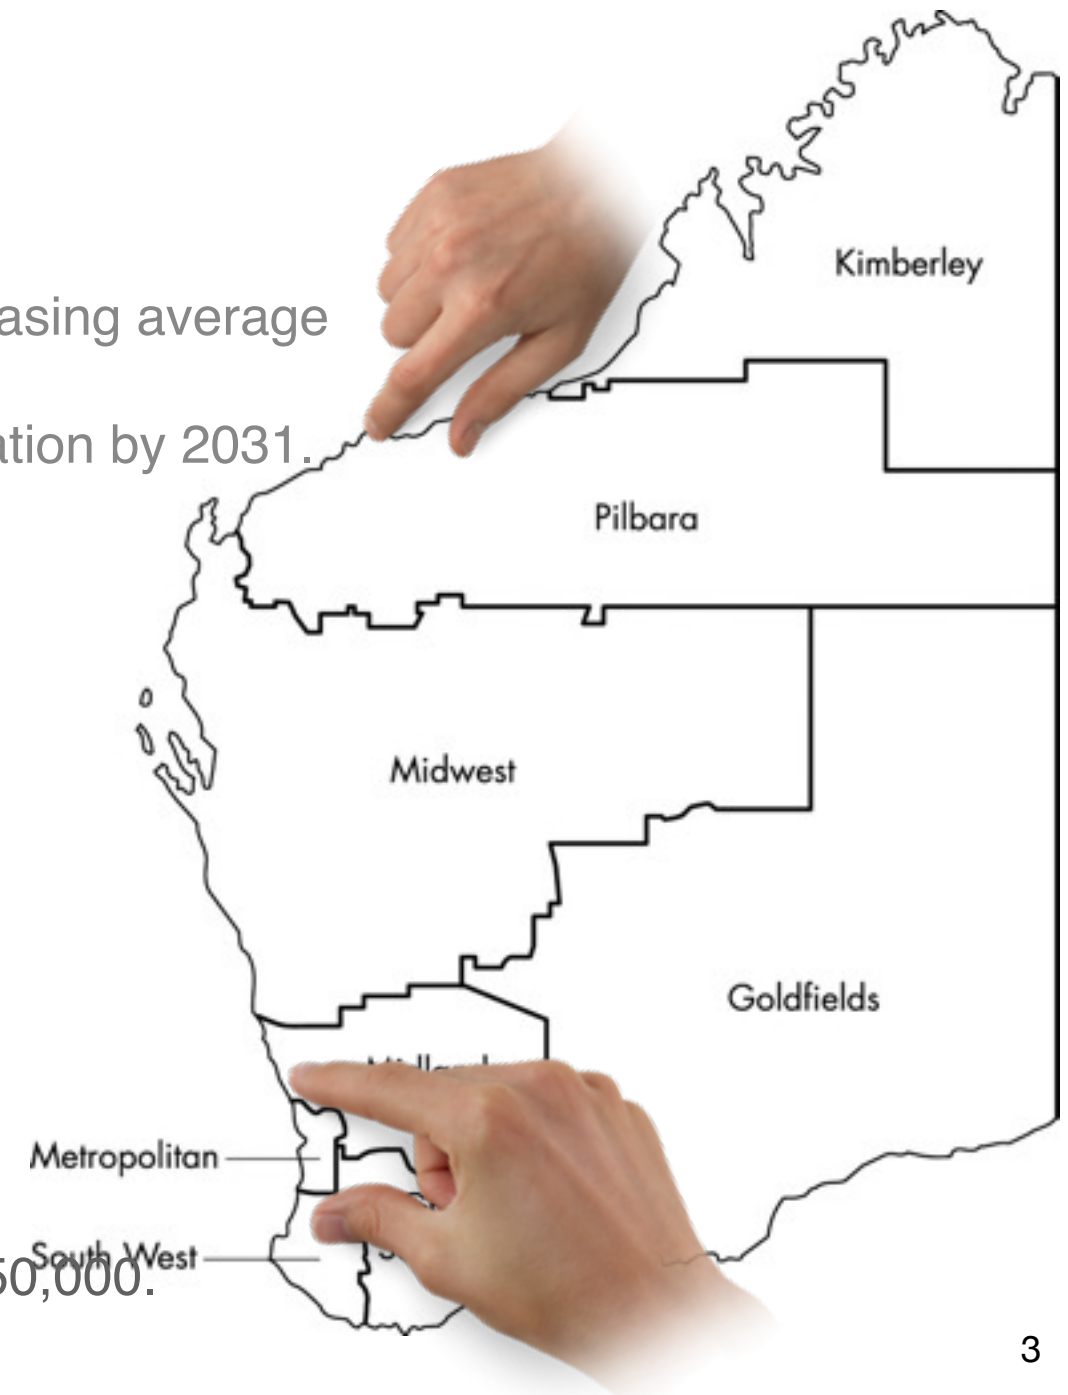 Kimberley
asing average
ation by 2031.
Pilbara
Midwest
Goldfields
Metropolitan
South West
50,000.
3